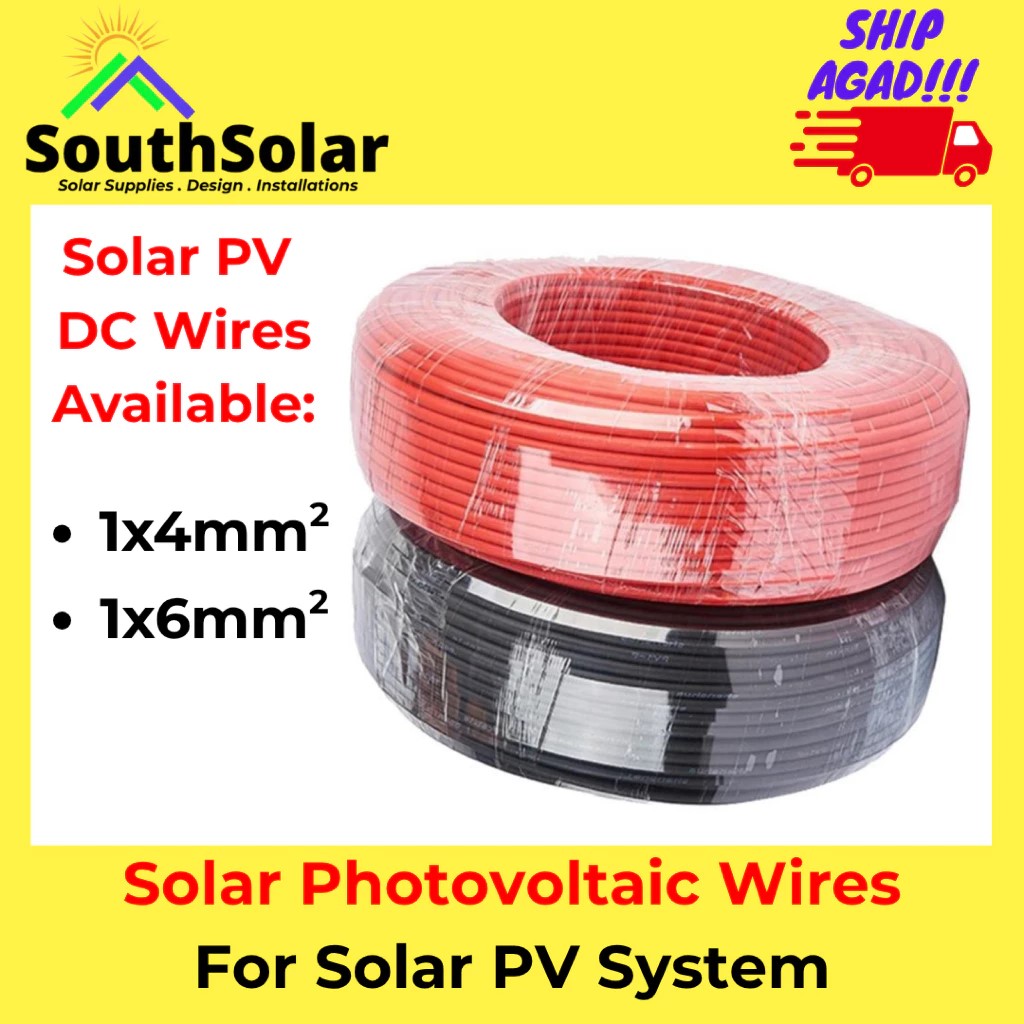 SouthSolar
Solar Supplies . Design . Installations
SHIP
AGAD!!!
Solar PV
DC Wires
Available:
• 1x4mm²
• 1x6mm²
Solar Photovoltaic Wires
For Solar PV System